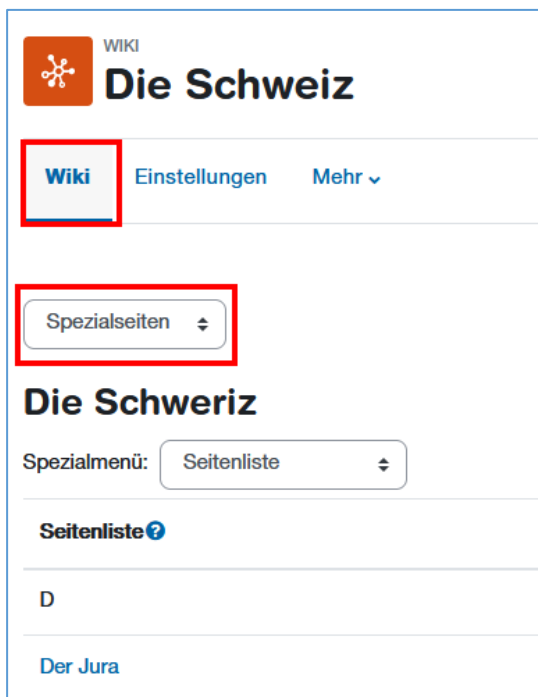 WIKI
Die Schweiz
Wiki Einstellungen Mehr
Spezialseiten
Die Schweriz
Spezialmenü: Seitenliste
Seitenliste
D
Der Jura